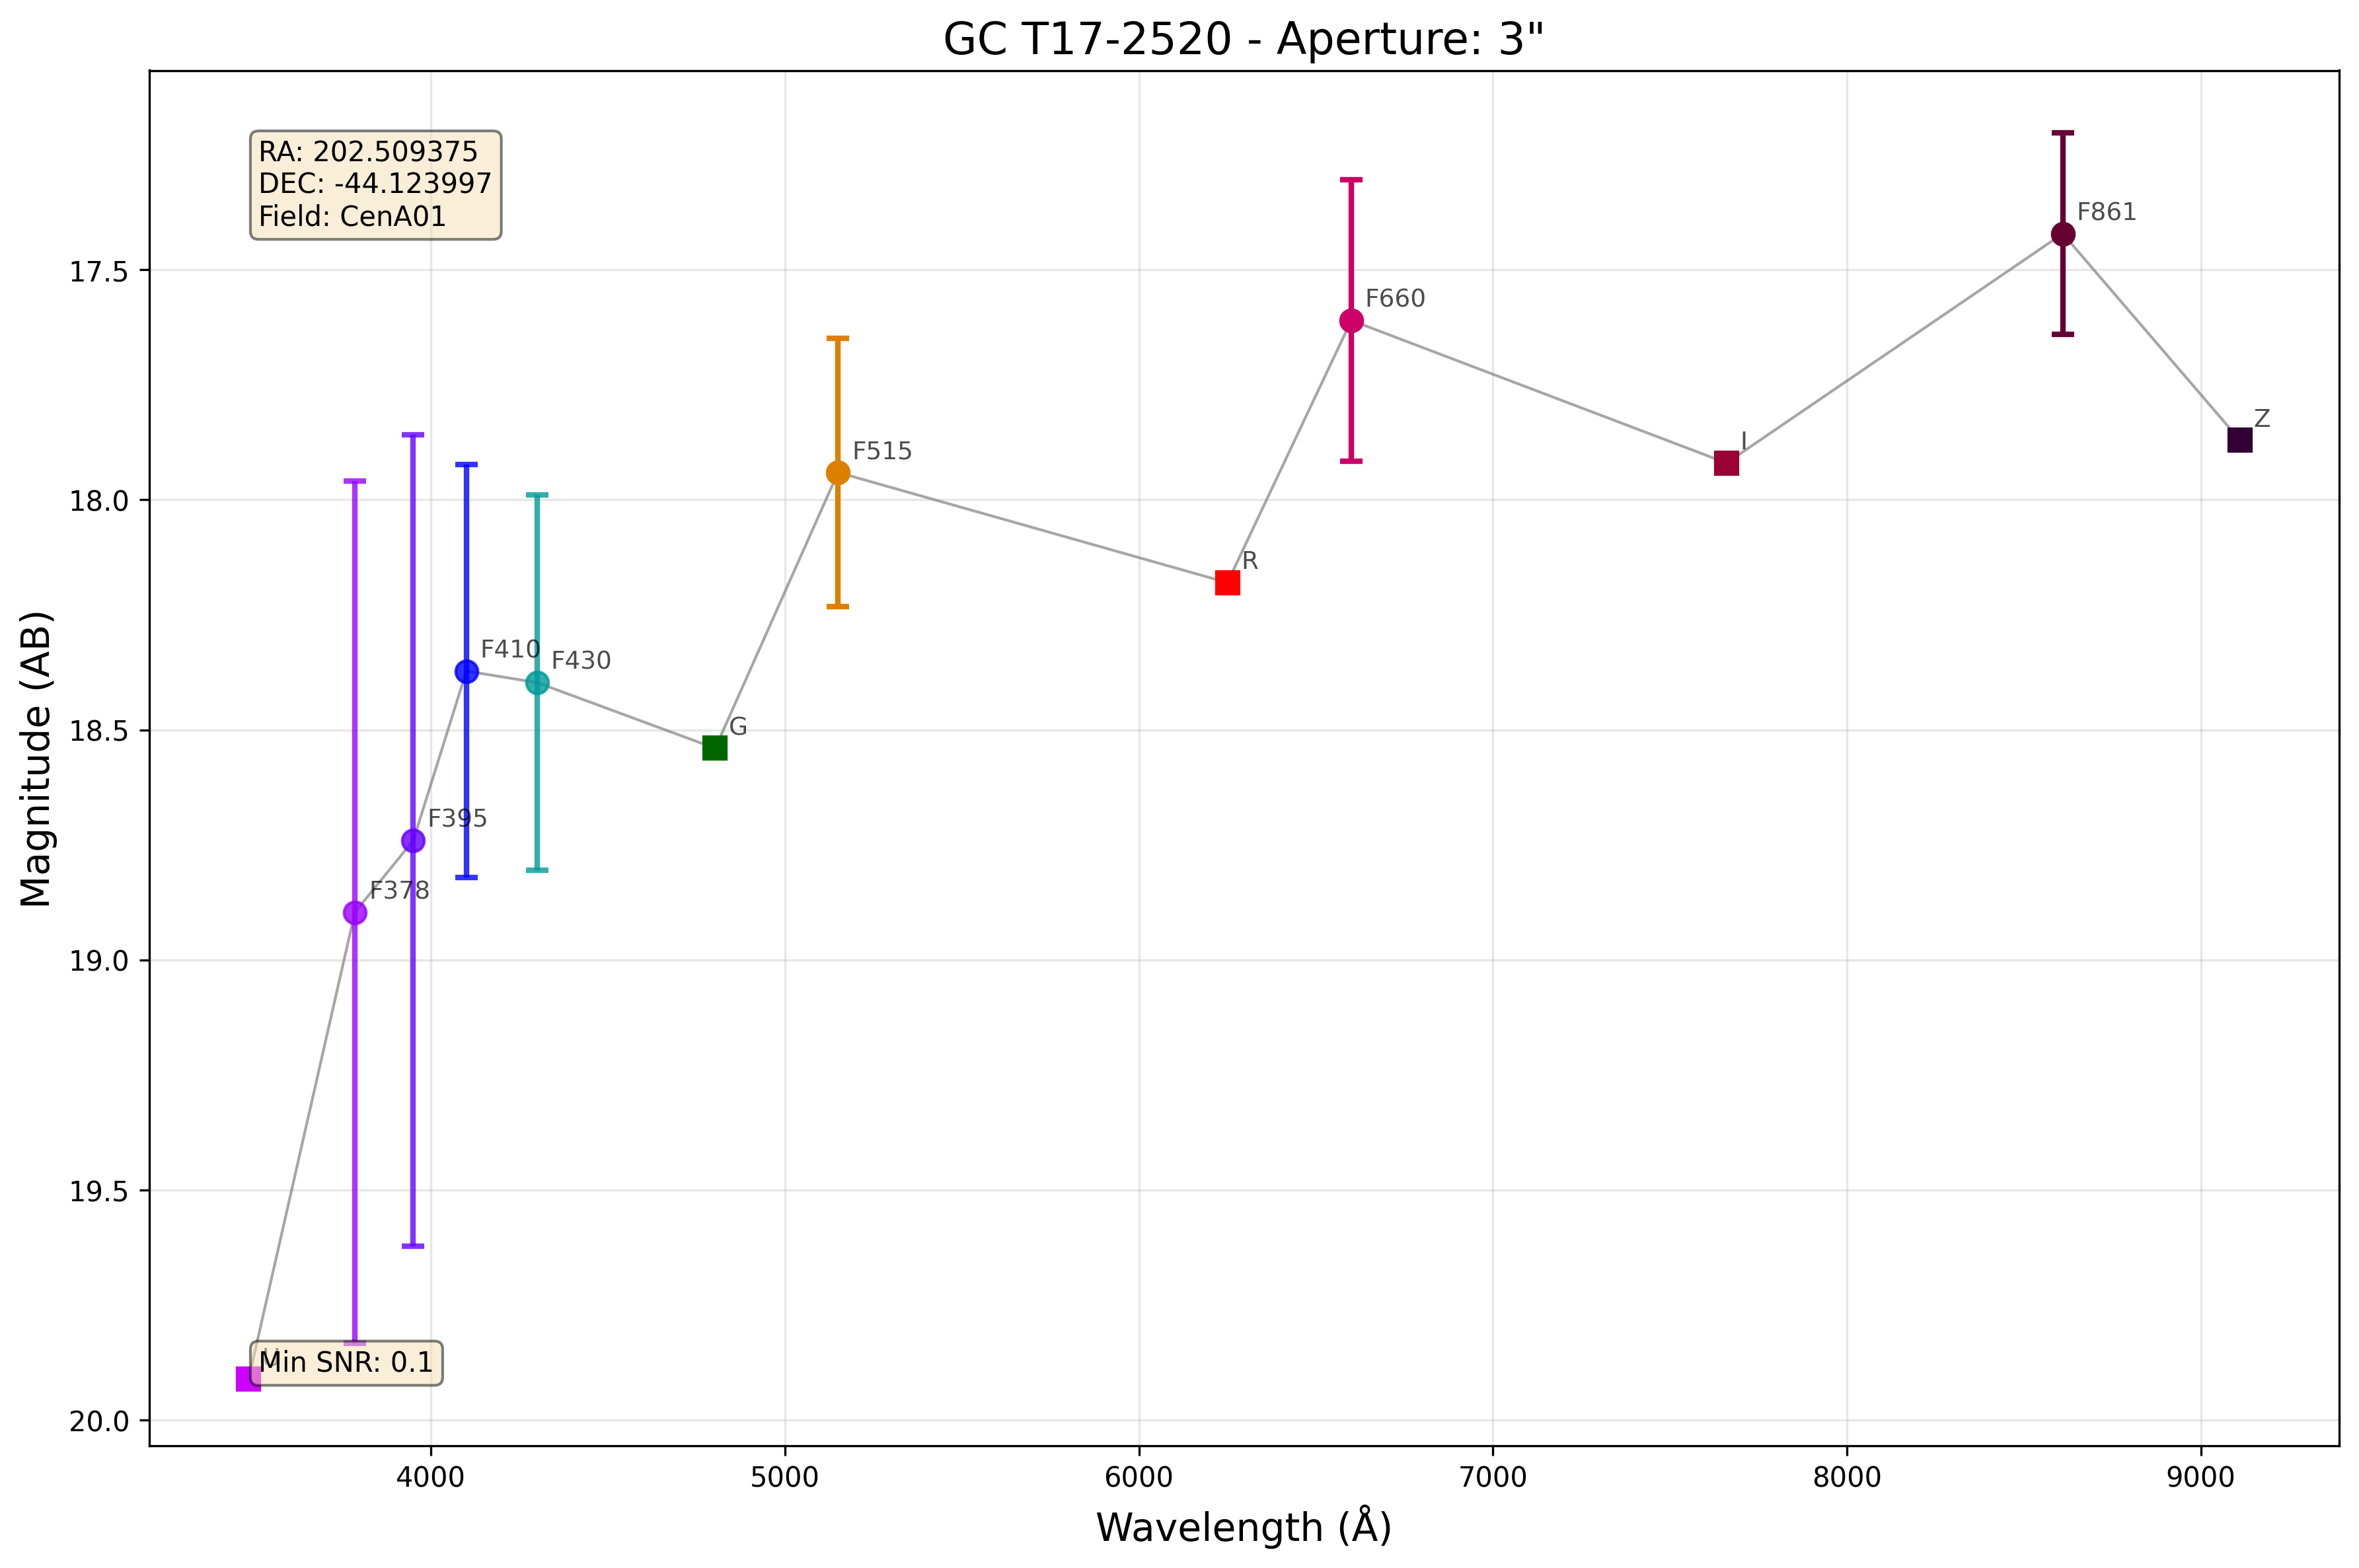 GC T17-2520 - Aperture: 3"
RA: 202.509375
DEC: -44.123997
Field: CenA01
F861
F660
17.5
Z
I
F515
18.0
R
F410
F430
18.5
G
F395
F378
19.0
19.5
Min SNR: 0.1
20.0
4000
5000
6000
7000
8000
9000
Wavelength (Å)
Magnitude (AB)